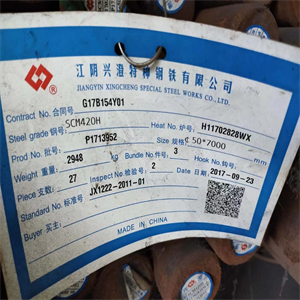 江阴兴澄特种钢铁有限公司
JIANGYIN XINGCHENG SPECIAL STEEL WORKS CO.,LTD.
Contract No. 合同号: G17B154Y01
Steel grade 钢号: SCM420H Heat No. 炉号: H11702828WX
Prod No. 批号: P1713952 Size 规格: 50*7000
Weight 重量: 2948 kg Bundle No. 件号: 3 Hook No. 钩号:
Piece 支数: 27 Inspect No. 检验号: 2 Date 日期: 2017-09-23
Standard No. 标准号: JX1222-2011-01
Buyer 买主:
MADE IN CHINA